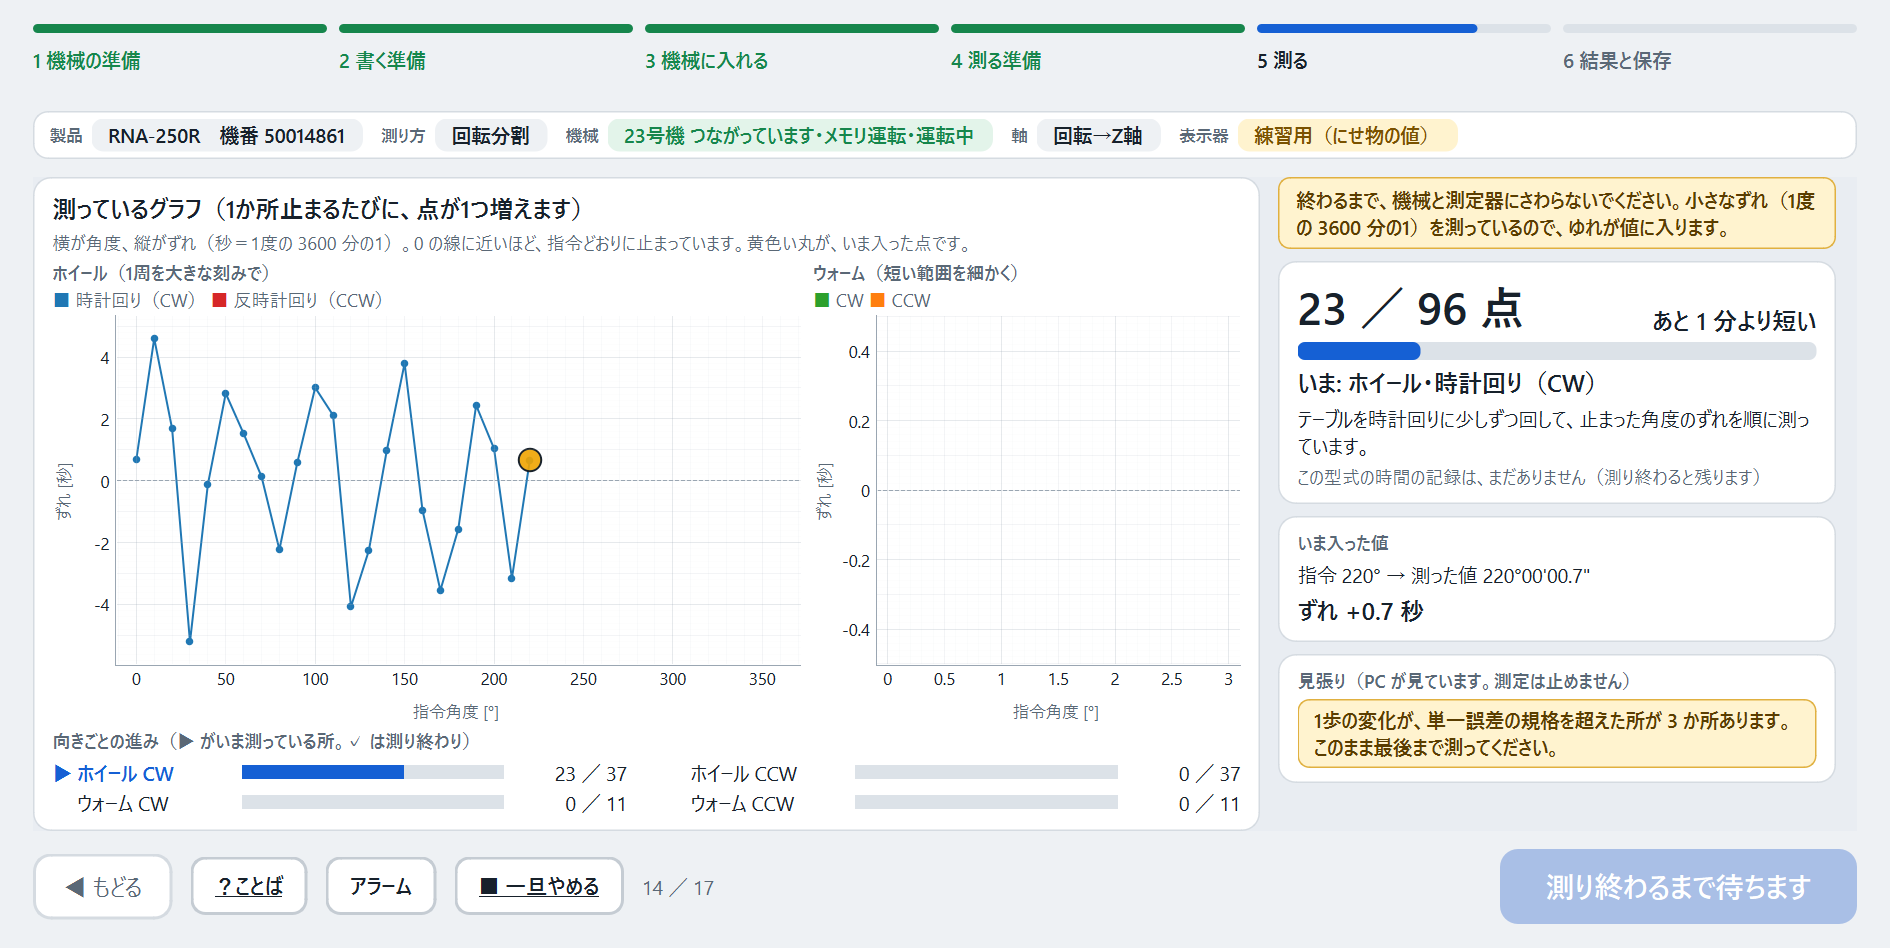 1 機械の準備
2 書く準備
3 機械に入れる
4 測る準備
5 測る
6 結果と保存
製品 RNA-250R 機番 50014861 測り方 回転分割 機械 23号機 つながっています・メモリ運転・運転中 軸 回転→Z軸 表示器 練習用（にせ物の値）
測っているグラフ（1か所止まるたびに、点が1つ増えます）
横が角度、縦がずれ（秒＝1度の 3600 分の1）。0 の線に近いほど、指令どおりに止まっています。黄色い丸が、いま入った点です。
ホイール（1周を大きな刻みで）
■ 時計回り（CW） ■ 反時計回り（CCW）
4
2
0
-2
-4
ずれ [秒]
0 50 100 150 200 250 300 350
指令角度 [°]
ウォーム（短い範囲を細かく）
■ CW ■ CCW
0.4
0.2
0
-0.2
-0.4
ずれ [秒]
0 0.5 1 1.5 2 2.5 3
指令角度 [°]
向きごとの進み（▶ がいま測っている所。✓ は測り終わり）
▶ ホイール CW 23 ／ 37 ホイール CCW 0 ／ 37
ウォーム CW 0 ／ 11 ウォーム CCW 0 ／ 11
終わるまで、機械と測定器にさわらないでください。小さなずれ（1度
の 3600 分の1）を測っているので、ゆれが値に入ります。
23 ／ 96 点 あと 1 分より短い
いま: ホイール・時計回り（CW）
テーブルを時計回りに少しずつ回して、止まった角度のずれを順に測っ
ています。
この型式の時間の記録は、まだありません（測り終わると残ります）
いま入った値
指令 220° → 測った値 220°00'00.7"
ずれ +0.7 秒
見張り（PC が見ています。測定は止めません）
1歩の変化が、単一誤差の規格を超えた所が 3 か所あります。
このまま最後まで測ってください。
◀ もどる
？ことば
アラーム
■ 一旦やめる
14 ／ 17
測り終わるまで待ちます